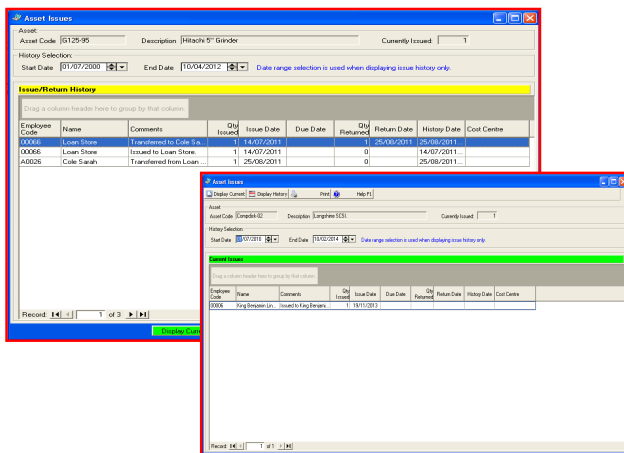 Asset Issues
Asset:
Asset Code G125-95 Description Hitachi 5" Grinder Currently Issued: 1
History Selection:
Start Date 01/07/2000 End Date 10/04/2012 Date range selection is used when displaying issue history only.
Issue/Return History
Drag a column header here to group by that column
Employee Code Name Comments Qty Issued Issue Date Due Date Qty Returned Return Date History Date Cost Centre
00066 Loan Store Transferred to Cole Sa... 1 14/07/2011 1 25/08/2011 25/08/2011...
00066 Loan Store Issued to Loan Store. 1 14/07/2011 0 14/07/2011...
A0026 Cole Sarah Transferred from Loan ... 1 25/08/2011 0 25/08/2011...
Record: 1 of 3
Display Curr
Asset Issues
Display Current Display History Print Help F1
Asset:
Asset Code Compdek-02 Description Longshine SCSI. Currently Issued: 1
History Selection:
Start Date 01/07/2010 End Date 10/02/2014 Date range selection is used when displaying issue history only.
Current Issues
Drag a column header here to group by that column
Employee Code Name Comments Qty Issued Issue Date Due Date Qty Returned Return Date History Date Cost Centre
00006 King Benjamin Lin... Issued to King Benjami... 1 19/11/2013
Record: 1 of 1